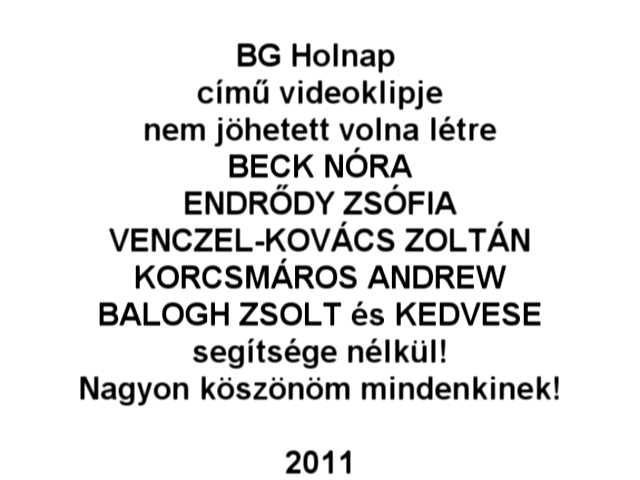 BG Holnap
című videoklipje
nem jöhetett volna létre
BECK NÓRA
ENDRŐDY ZSÓFIA
VENCZEL-KOVÁCS ZOLTÁN
KORCSMÁROS ANDREW
BALOGH ZSOLT és KEDVESE
segítsége nélkül!
Nagyon köszönöm mindenkinek!
2011